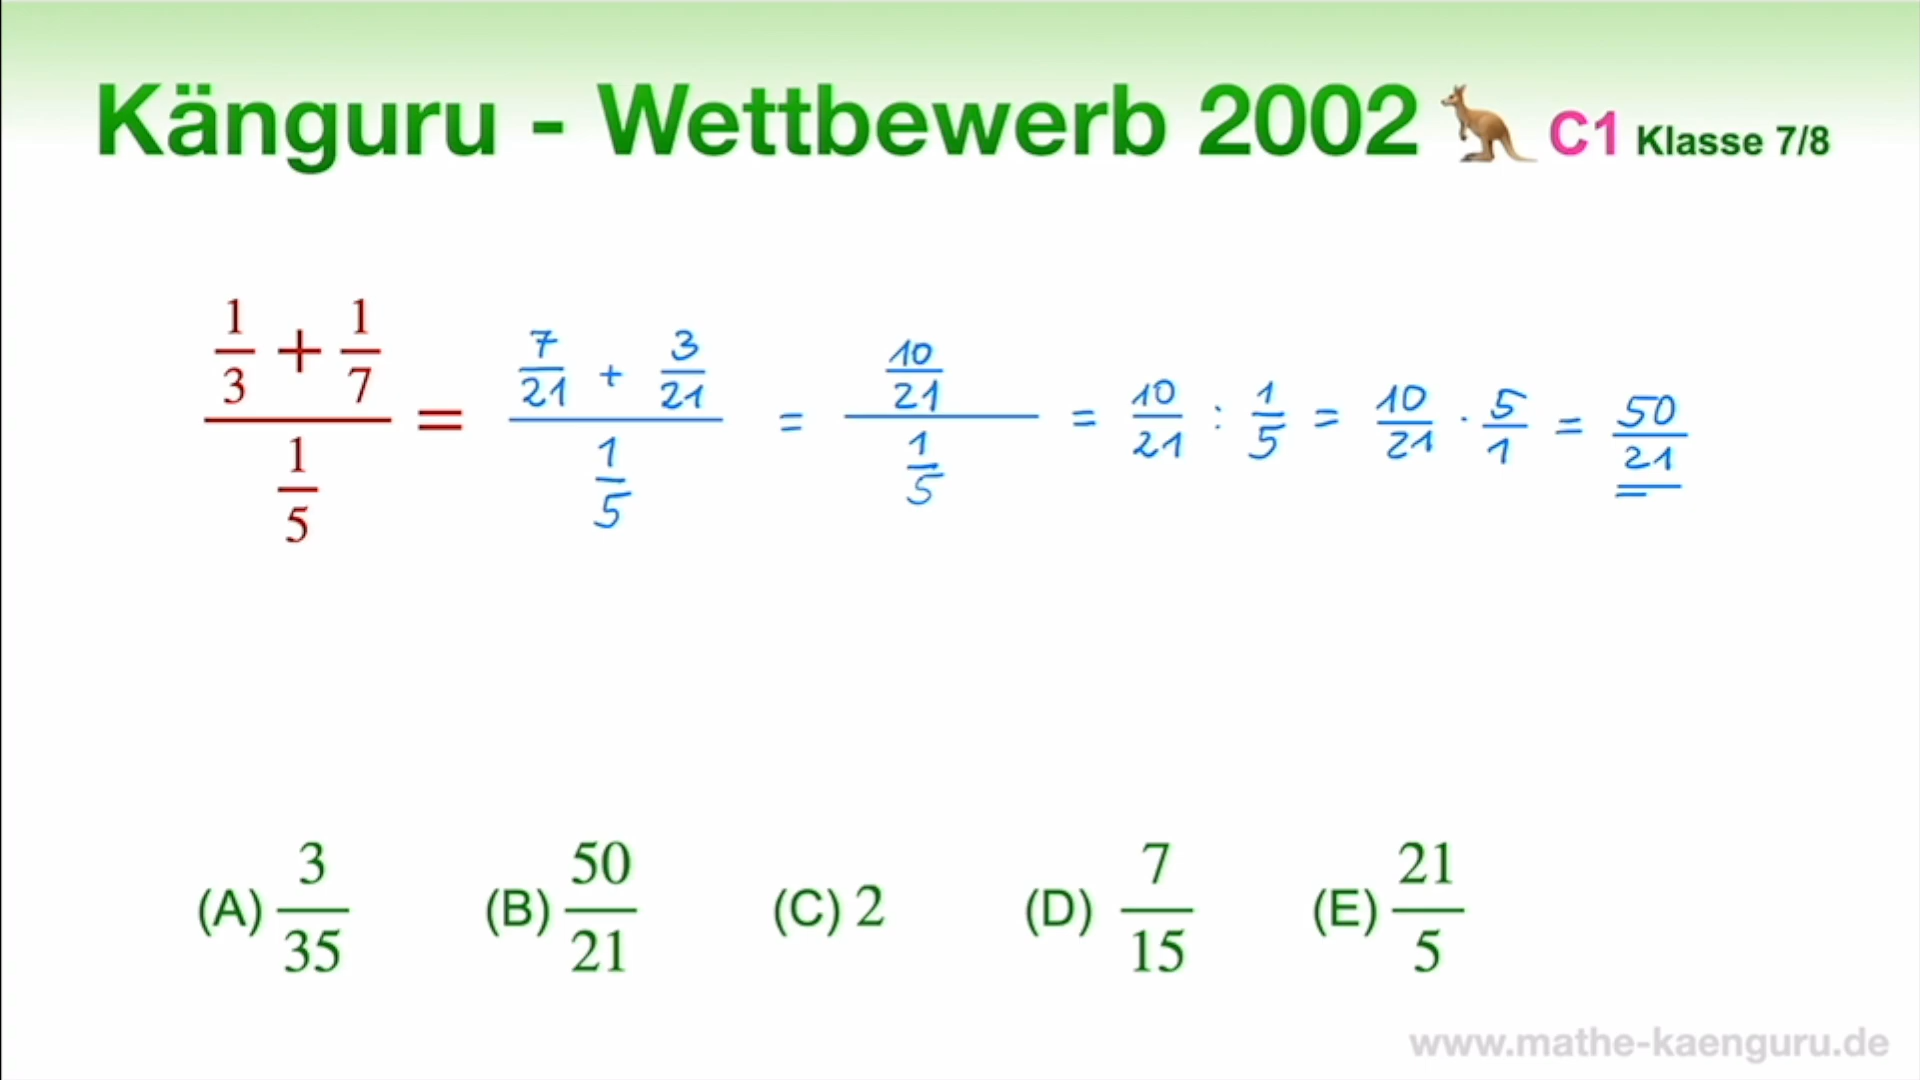 Känguru - Wettbewerb 2002 C1 Klasse 7/8
1/3 + 1/7 / 1/5 = 7/21 + 3/21 / 1/5 = 10/21 / 1/5 = 10/21 : 1/5 = 10/21 · 5/1 = 50/21
(A) 3/35 (B) 50/21 (C) 2 (D) 7/15 (E) 21/5
www.mathe-kaenguru.de